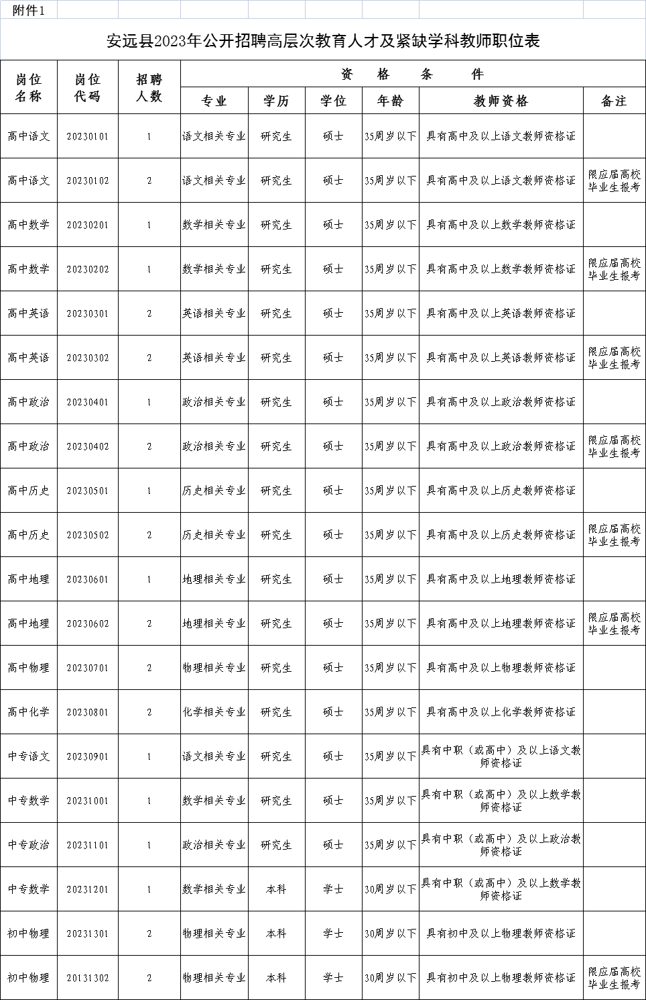 附件1
安远县2023年公开招聘高层次教育人才及紧缺学科教师职位表
岗位名称 岗位代码 招聘人数 资格条件
专业 学历 学位 年龄 教师资格 备注
高中语文 20230101 1 语文相关专业 研究生 硕士 35周岁以下 具有高中及以上语文教师资格证
高中语文 20230102 2 语文相关专业 研究生 硕士 35周岁以下 具有高中及以上语文教师资格证 限应届高校毕业生报考
高中数学 20230201 1 数学相关专业 研究生 硕士 35周岁以下 具有高中及以上数学教师资格证
高中数学 20230202 1 数学相关专业 研究生 硕士 35周岁以下 具有高中及以上数学教师资格证 限应届高校毕业生报考
高中英语 20230301 2 英语相关专业 研究生 硕士 35周岁以下 具有高中及以上英语教师资格证
高中英语 20230302 2 英语相关专业 研究生 硕士 35周岁以下 具有高中及以上英语教师资格证 限应届高校毕业生报考
高中政治 20230401 1 政治相关专业 研究生 硕士 35周岁以下 具有高中及以上政治教师资格证
高中政治 20230402 2 政治相关专业 研究生 硕士 35周岁以下 具有高中及以上政治教师资格证 限应届高校毕业生报考
高中历史 20230501 1 历史相关专业 研究生 硕士 35周岁以下 具有高中及以上历史教师资格证
高中历史 20230502 2 历史相关专业 研究生 硕士 35周岁以下 具有高中及以上历史教师资格证 限应届高校毕业生报考
高中地理 20230601 1 地理相关专业 研究生 硕士 35周岁以下 具有高中及以上地理教师资格证
高中地理 20230602 2 地理相关专业 研究生 硕士 35周岁以下 具有高中及以上地理教师资格证 限应届高校毕业生报考
高中物理 20230701 2 物理相关专业 研究生 硕士 35周岁以下 具有高中及以上物理教师资格证
高中化学 20230801 2 化学相关专业 研究生 硕士 35周岁以下 具有高中及以上化学教师资格证
中专语文 20230901 1 语文相关专业 研究生 硕士 35周岁以下 具有中职（或高中）及以上语文教师资格证
中专数学 20231001 1 数学相关专业 研究生 硕士 35周岁以下 具有中职（或高中）及以上数学教师资格证
中专政治 20231101 1 政治相关专业 研究生 硕士 35周岁以下 具有中职（或高中）及以上政治教师资格证
中专数学 20231201 1 数学相关专业 本科 学士 30周岁以下 具有中职（或高中）及以上数学教师资格证
初中物理 20231301 2 物理相关专业 本科 学士 30周岁以下 具有初中及以上物理教师资格证
初中物理 20131302 2 物理相关专业 本科 学士 30周岁以下 具有初中及以上物理教师资格证 限应届高校毕业生报考